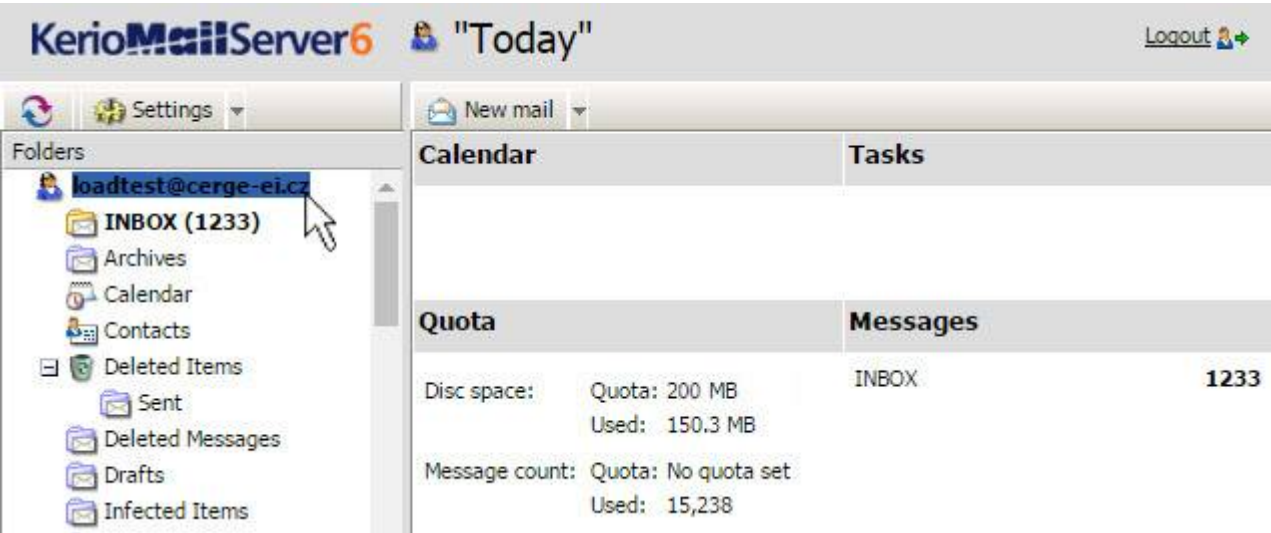 KerioMailServer6
"Today"
Logout
Settings
New mail
Folders
loadtest@cerge-ei.cz
INBOX (1233)
Archives
Calendar
Contacts
Deleted Items
Sent
Deleted Messages
Drafts
Infected Items
Calendar
Tasks
Quota
Messages
Disc space: Quota: 200 MB
Used: 150.3 MB
Message count: Quota: No quota set
Used: 15,238
INBOX 1233